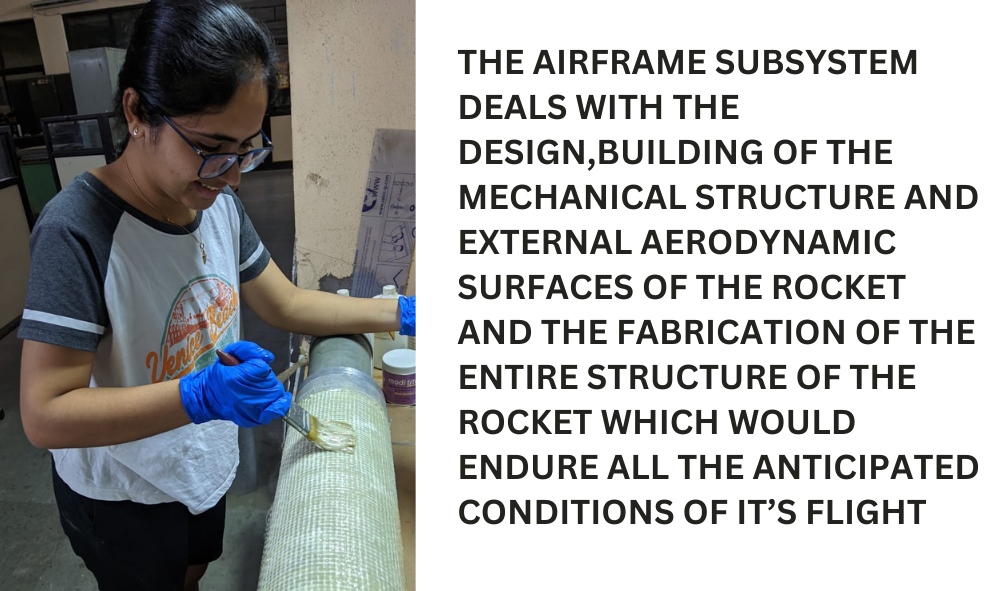 THE AIRFRAME SUBSYSTEM
DEALS WITH THE
DESIGN,BUILDING OF THE
MECHANICAL STRUCTURE AND
EXTERNAL AERODYNAMIC
SURFACES OF THE ROCKET
AND THE FABRICATION OF THE
ENTIRE STRUCTURE OF THE
ROCKET WHICH WOULD
ENDURE ALL THE ANTICIPATED
CONDITIONS OF IT’S FLIGHT